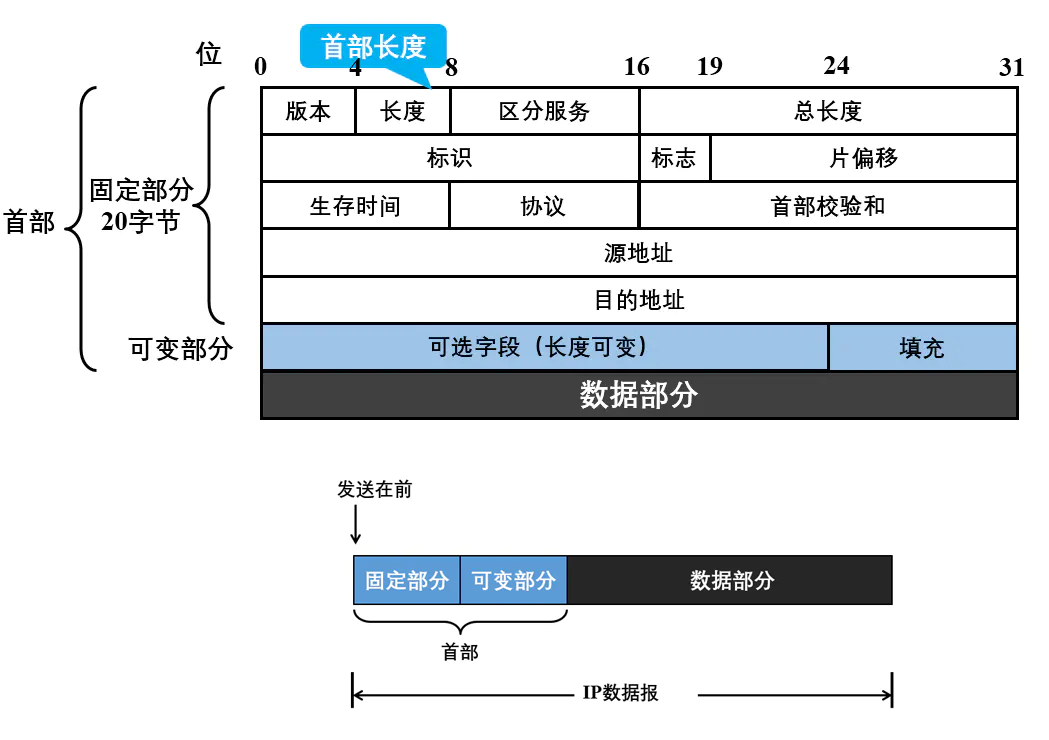 首部长度
位
0 4 8 16 19 24 31
版本 长度 区分服务 总长度
标识 标志 片偏移
固定部分
20字节
首部
生存时间 协议 首部校验和
源地址
目的地址
可变部分
可选字段（长度可变） 填充
数据部分
发送在前
固定部分 可变部分 数据部分
首部
IP数据报